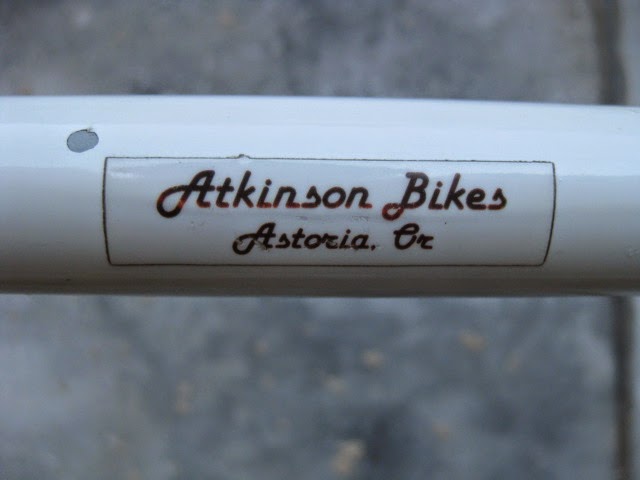 Atkinson Bikes
Astoria, Or